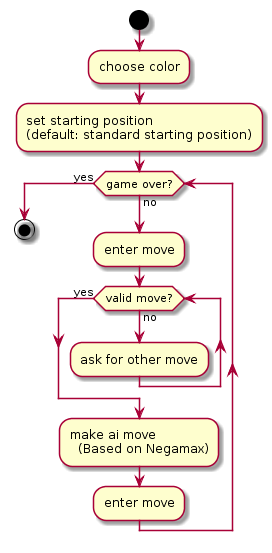 choose color
set starting position
(default: standard starting position)
yes
game over?
no
enter move
yes
valid move?
no
ask for other move
make ai move
(Based on Negamax)
enter move